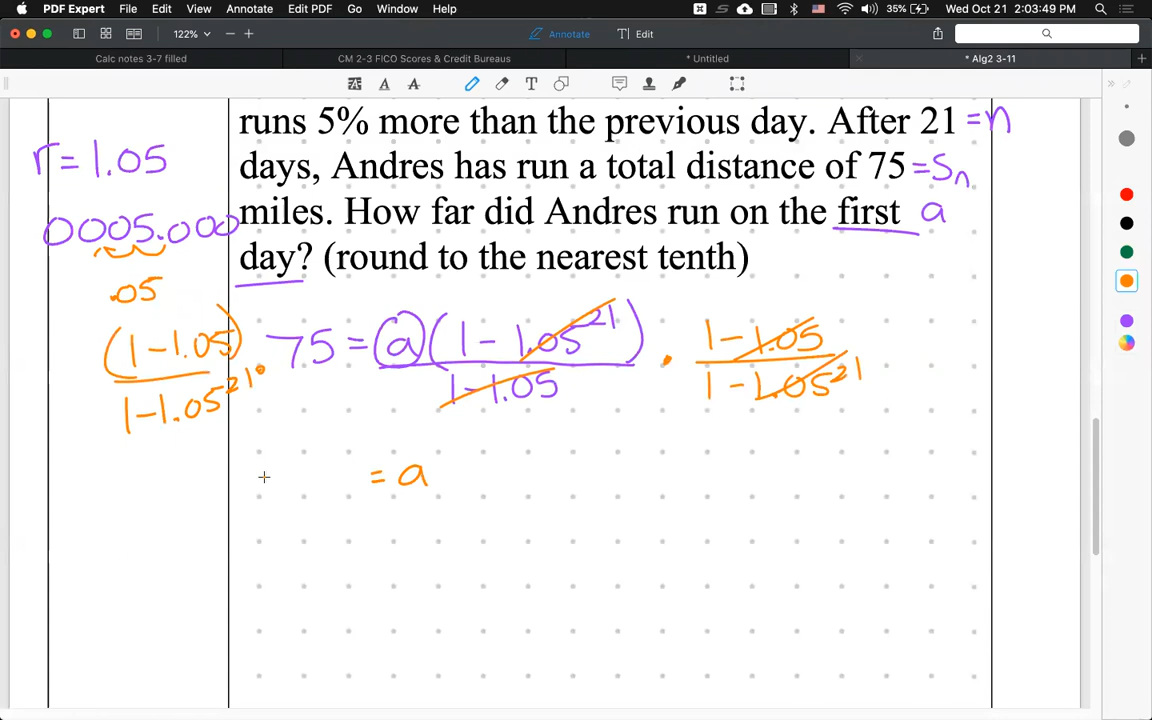 PDF Expert File Edit View Annotate Edit PDF Go Window Help 35% Wed Oct 21 2:03:49 PM
122% Annotate Edit
Calc notes 3-7 filled CM 2-3 FICO Scores & Credit Bureaus • Untitled • Alg2 3-11
runs 5% more than the previous day. After 21 = n
r = 1.05
days, Andres has run a total distance of 75 = Sn
0005.000
miles. How far did Andres run on the first a
day? (round to the nearest tenth)
.05
(1 - 1.05) / 1 - 1.05^21 · 75 = a(1 - 1.05^21) / 1 - 1.05 · 1 - 1.05 / 1 - 1.05^21
= a